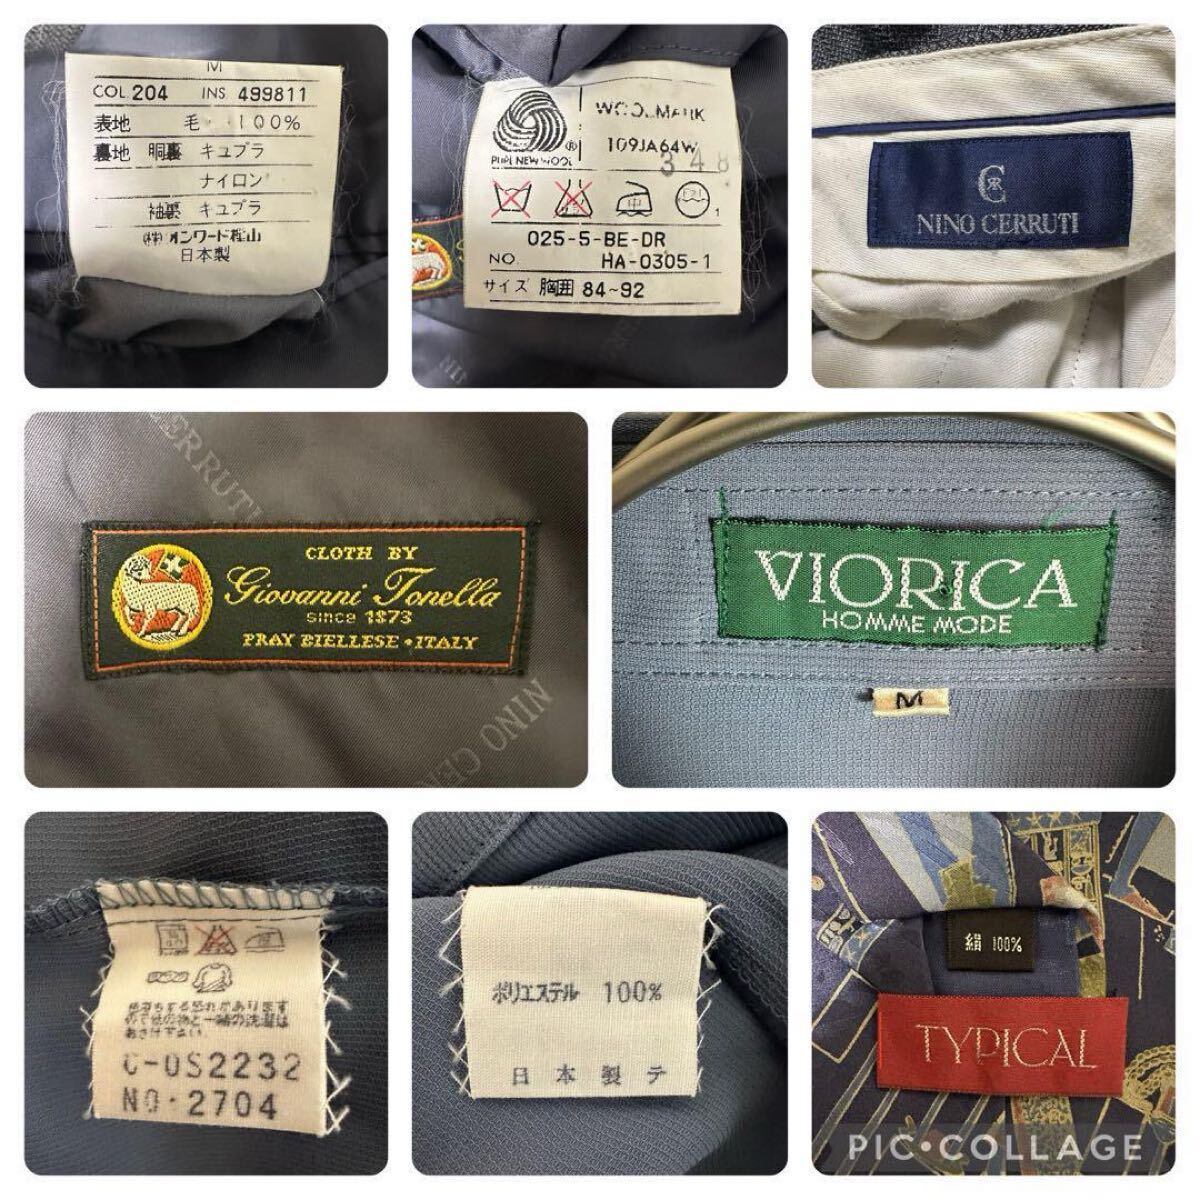 M
COL 204 INS. 499811
表地 毛 100%
裏地 胴裏 キュプラ
ナイロン
袖裏 キュプラ
(株)オンワード樫山
日本製
WOOLMARK
PURE NEW WOOL
109JA64W
348
中
025-5-BE-DR
NO. HA-0305-1
サイズ 胸囲 84~92
NINO CERRUTI
CERRUTI
CLOTH BY
Giovanni Tonella
since 1873
PRAY BIELLESE・ITALY
NINO CER
VIORICA
HOMME MODE
M
C-OS2232
NO.2704
ポリエステル 100%
日本製テ
絹 100%
TYPICAL
PIC•COLLAGE